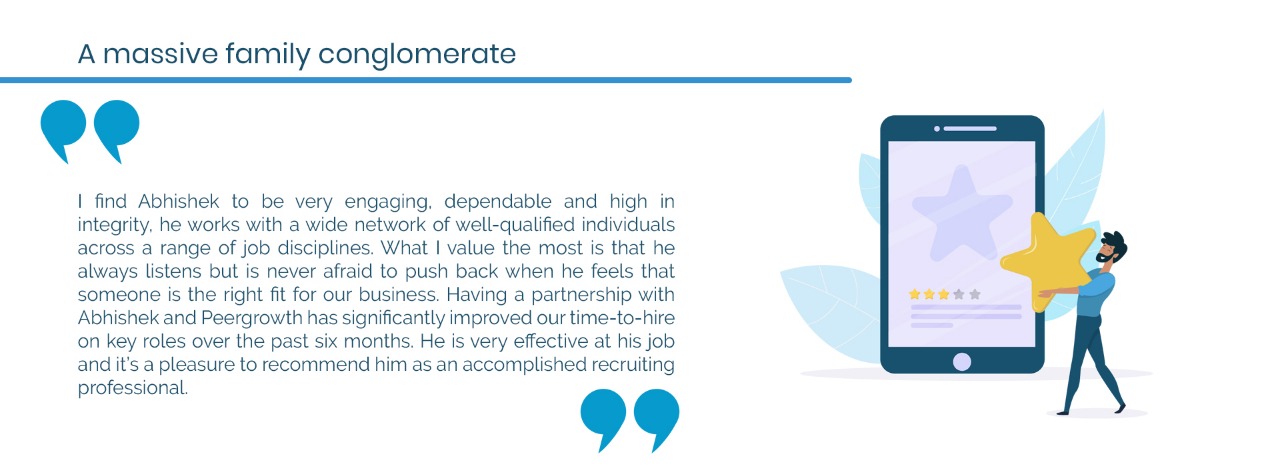 A massive family conglomerate
I find Abhishek to be very engaging, dependable and high in
integrity, he works with a wide network of well-qualified individuals
across a range of job disciplines. What I value the most is that he
always listens but is never afraid to push back when he feels that
someone is the right fit for our business. Having a partnership with
Abhishek and Peergrowth has significantly improved our time-to-hire
on key roles over the past six months. He is very effective at his job
and it's a pleasure to recommend him as an accomplished recruiting
professional.